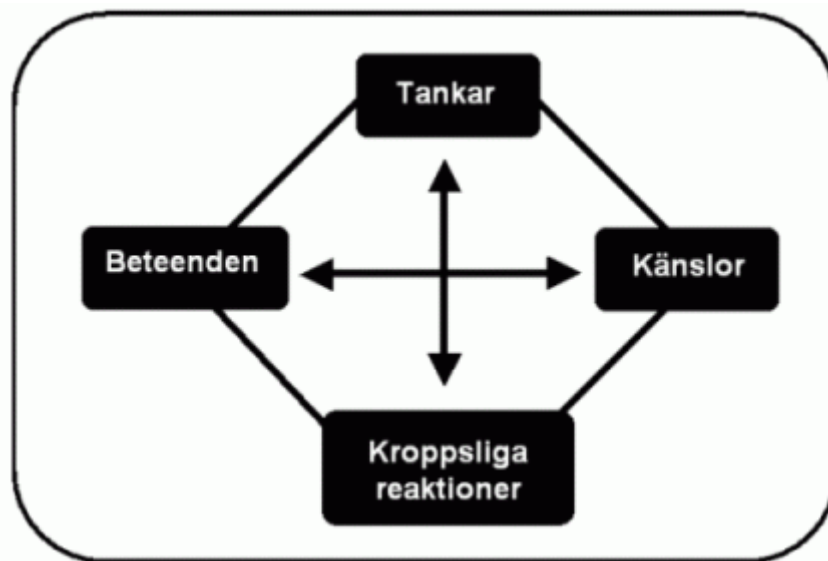 Tankar
Beteenden
Känslor
Kroppsliga
reaktioner